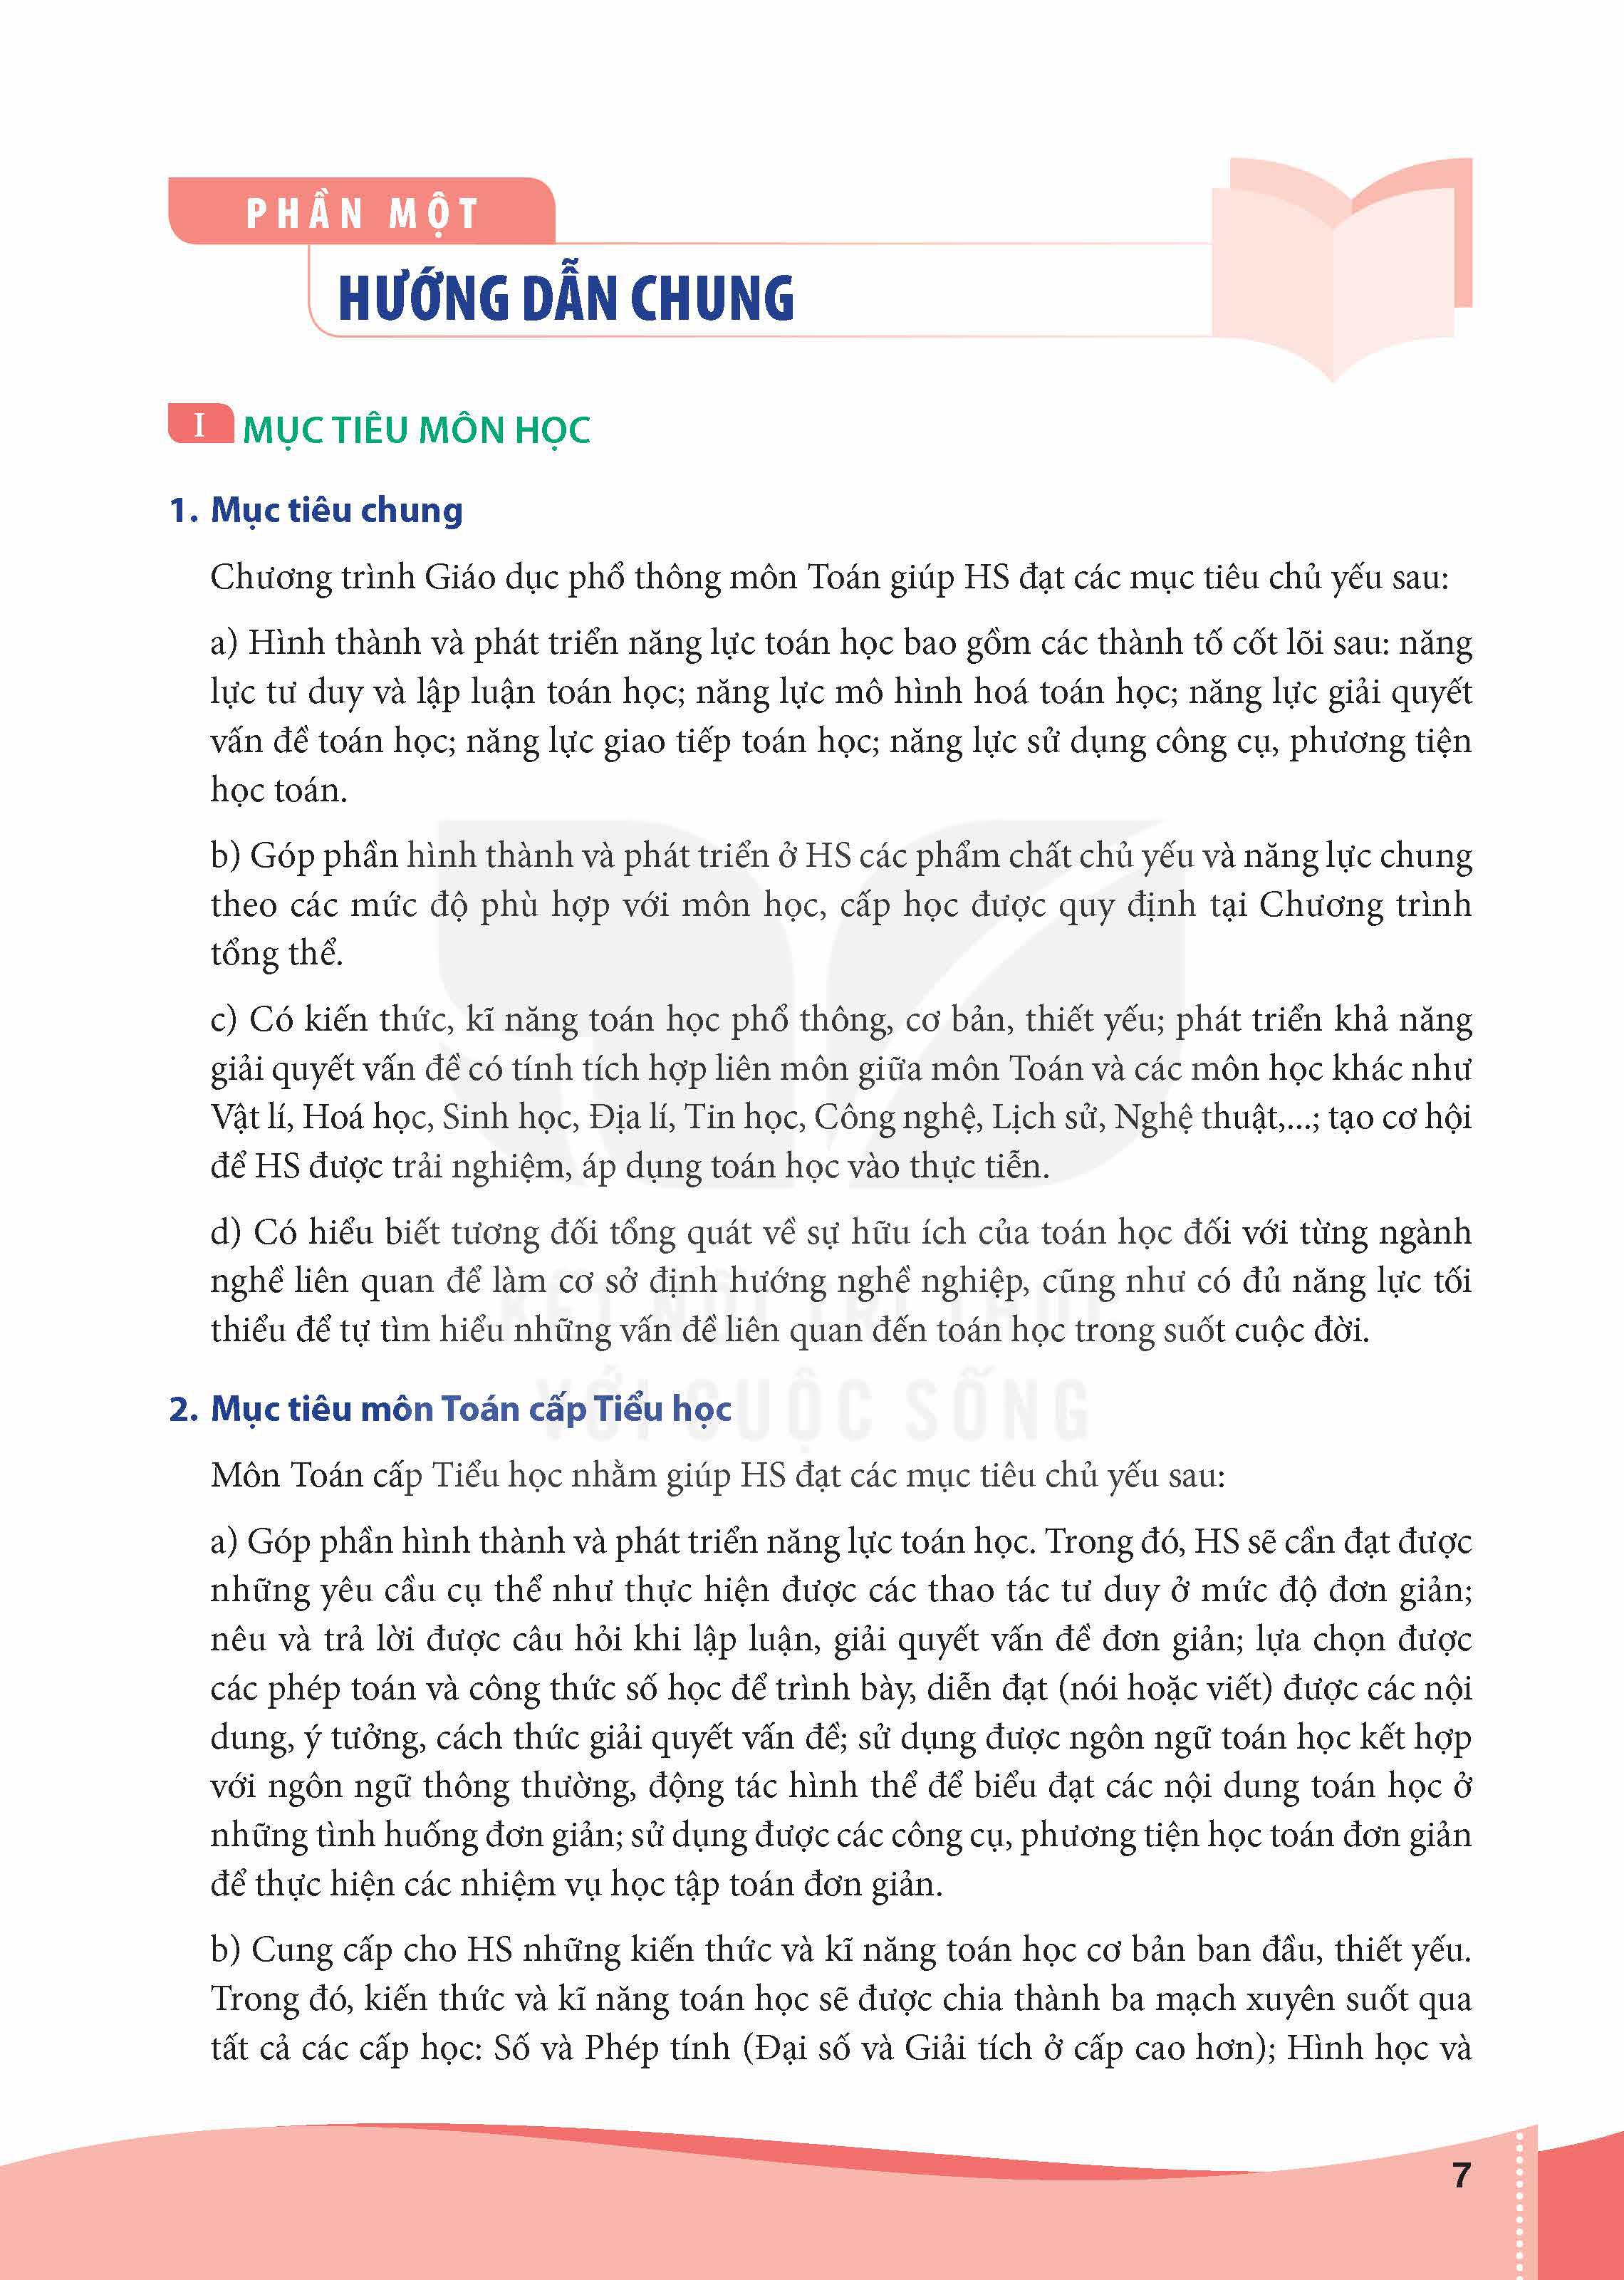 PHẦN MỘT
HƯỚNG DẪN CHUNG
I MỤC TIÊU MÔN HỌC
1. Mục tiêu chung
Chương trình Giáo dục phổ thông môn Toán giúp HS đạt các mục tiêu chủ yếu sau:
a) Hình thành và phát triển năng lực toán học bao gồm các thành tố cốt lõi sau: năng
lực tư duy và lập luận toán học; năng lực mô hình hoá toán học; năng lực giải quyết
vấn đề toán học; năng lực giao tiếp toán học; năng lực sử dụng công cụ, phương tiện
học toán.
b) Góp phần hình thành và phát triển ở HS các phẩm chất chủ yếu và năng lực chung
theo các mức độ phù hợp với môn học, cấp học được quy định tại Chương trình
tổng thể.
c) Có kiến thức, kĩ năng toán học phổ thông, cơ bản, thiết yếu; phát triển khả năng
giải quyết vấn đề có tính tích hợp liên môn giữa môn Toán và các môn học khác như
Vật lí, Hoá học, Sinh học, Địa lí, Tin học, Công nghệ, Lịch sử, Nghệ thuật,...; tạo cơ hội
để HS được trải nghiệm, áp dụng toán học vào thực tiễn.
d) Có hiểu biết tương đối tổng quát về sự hữu ích của toán học đối với từng ngành
nghề liên quan để làm cơ sở định hướng nghề nghiệp, cũng như có đủ năng lực tối
thiểu để tự tìm hiểu những vấn đề liên quan đến toán học trong suốt cuộc đời.
KẾT NỐI TRI THỨC
VỚI CUỘC SỐNG
2. Mục tiêu môn Toán cấp Tiểu học
Môn Toán cấp Tiểu học nhằm giúp HS đạt các mục tiêu chủ yếu sau:
a) Góp phần hình thành và phát triển năng lực toán học. Trong đó, HS sẽ cần đạt được
những yêu cầu cụ thể như thực hiện được các thao tác tư duy ở mức độ đơn giản;
nêu và trả lời được câu hỏi khi lập luận, giải quyết vấn đề đơn giản; lựa chọn được
các phép toán và công thức số học để trình bày, diễn đạt (nói hoặc viết) được các nội
dung, ý tưởng, cách thức giải quyết vấn đề; sử dụng được ngôn ngữ toán học kết hợp
với ngôn ngữ thông thường, động tác hình thể để biểu đạt các nội dung toán học ở
những tình huống đơn giản; sử dụng được các công cụ, phương tiện học toán đơn giản
để thực hiện các nhiệm vụ học tập toán đơn giản.
b) Cung cấp cho HS những kiến thức và kĩ năng toán học cơ bản ban đầu, thiết yếu.
Trong đó, kiến thức và kĩ năng toán học sẽ được chia thành ba mạch xuyên suốt qua
tất cả các cấp học: Số và Phép tính (Đại số và Giải tích ở cấp cao hơn); Hình học và
7